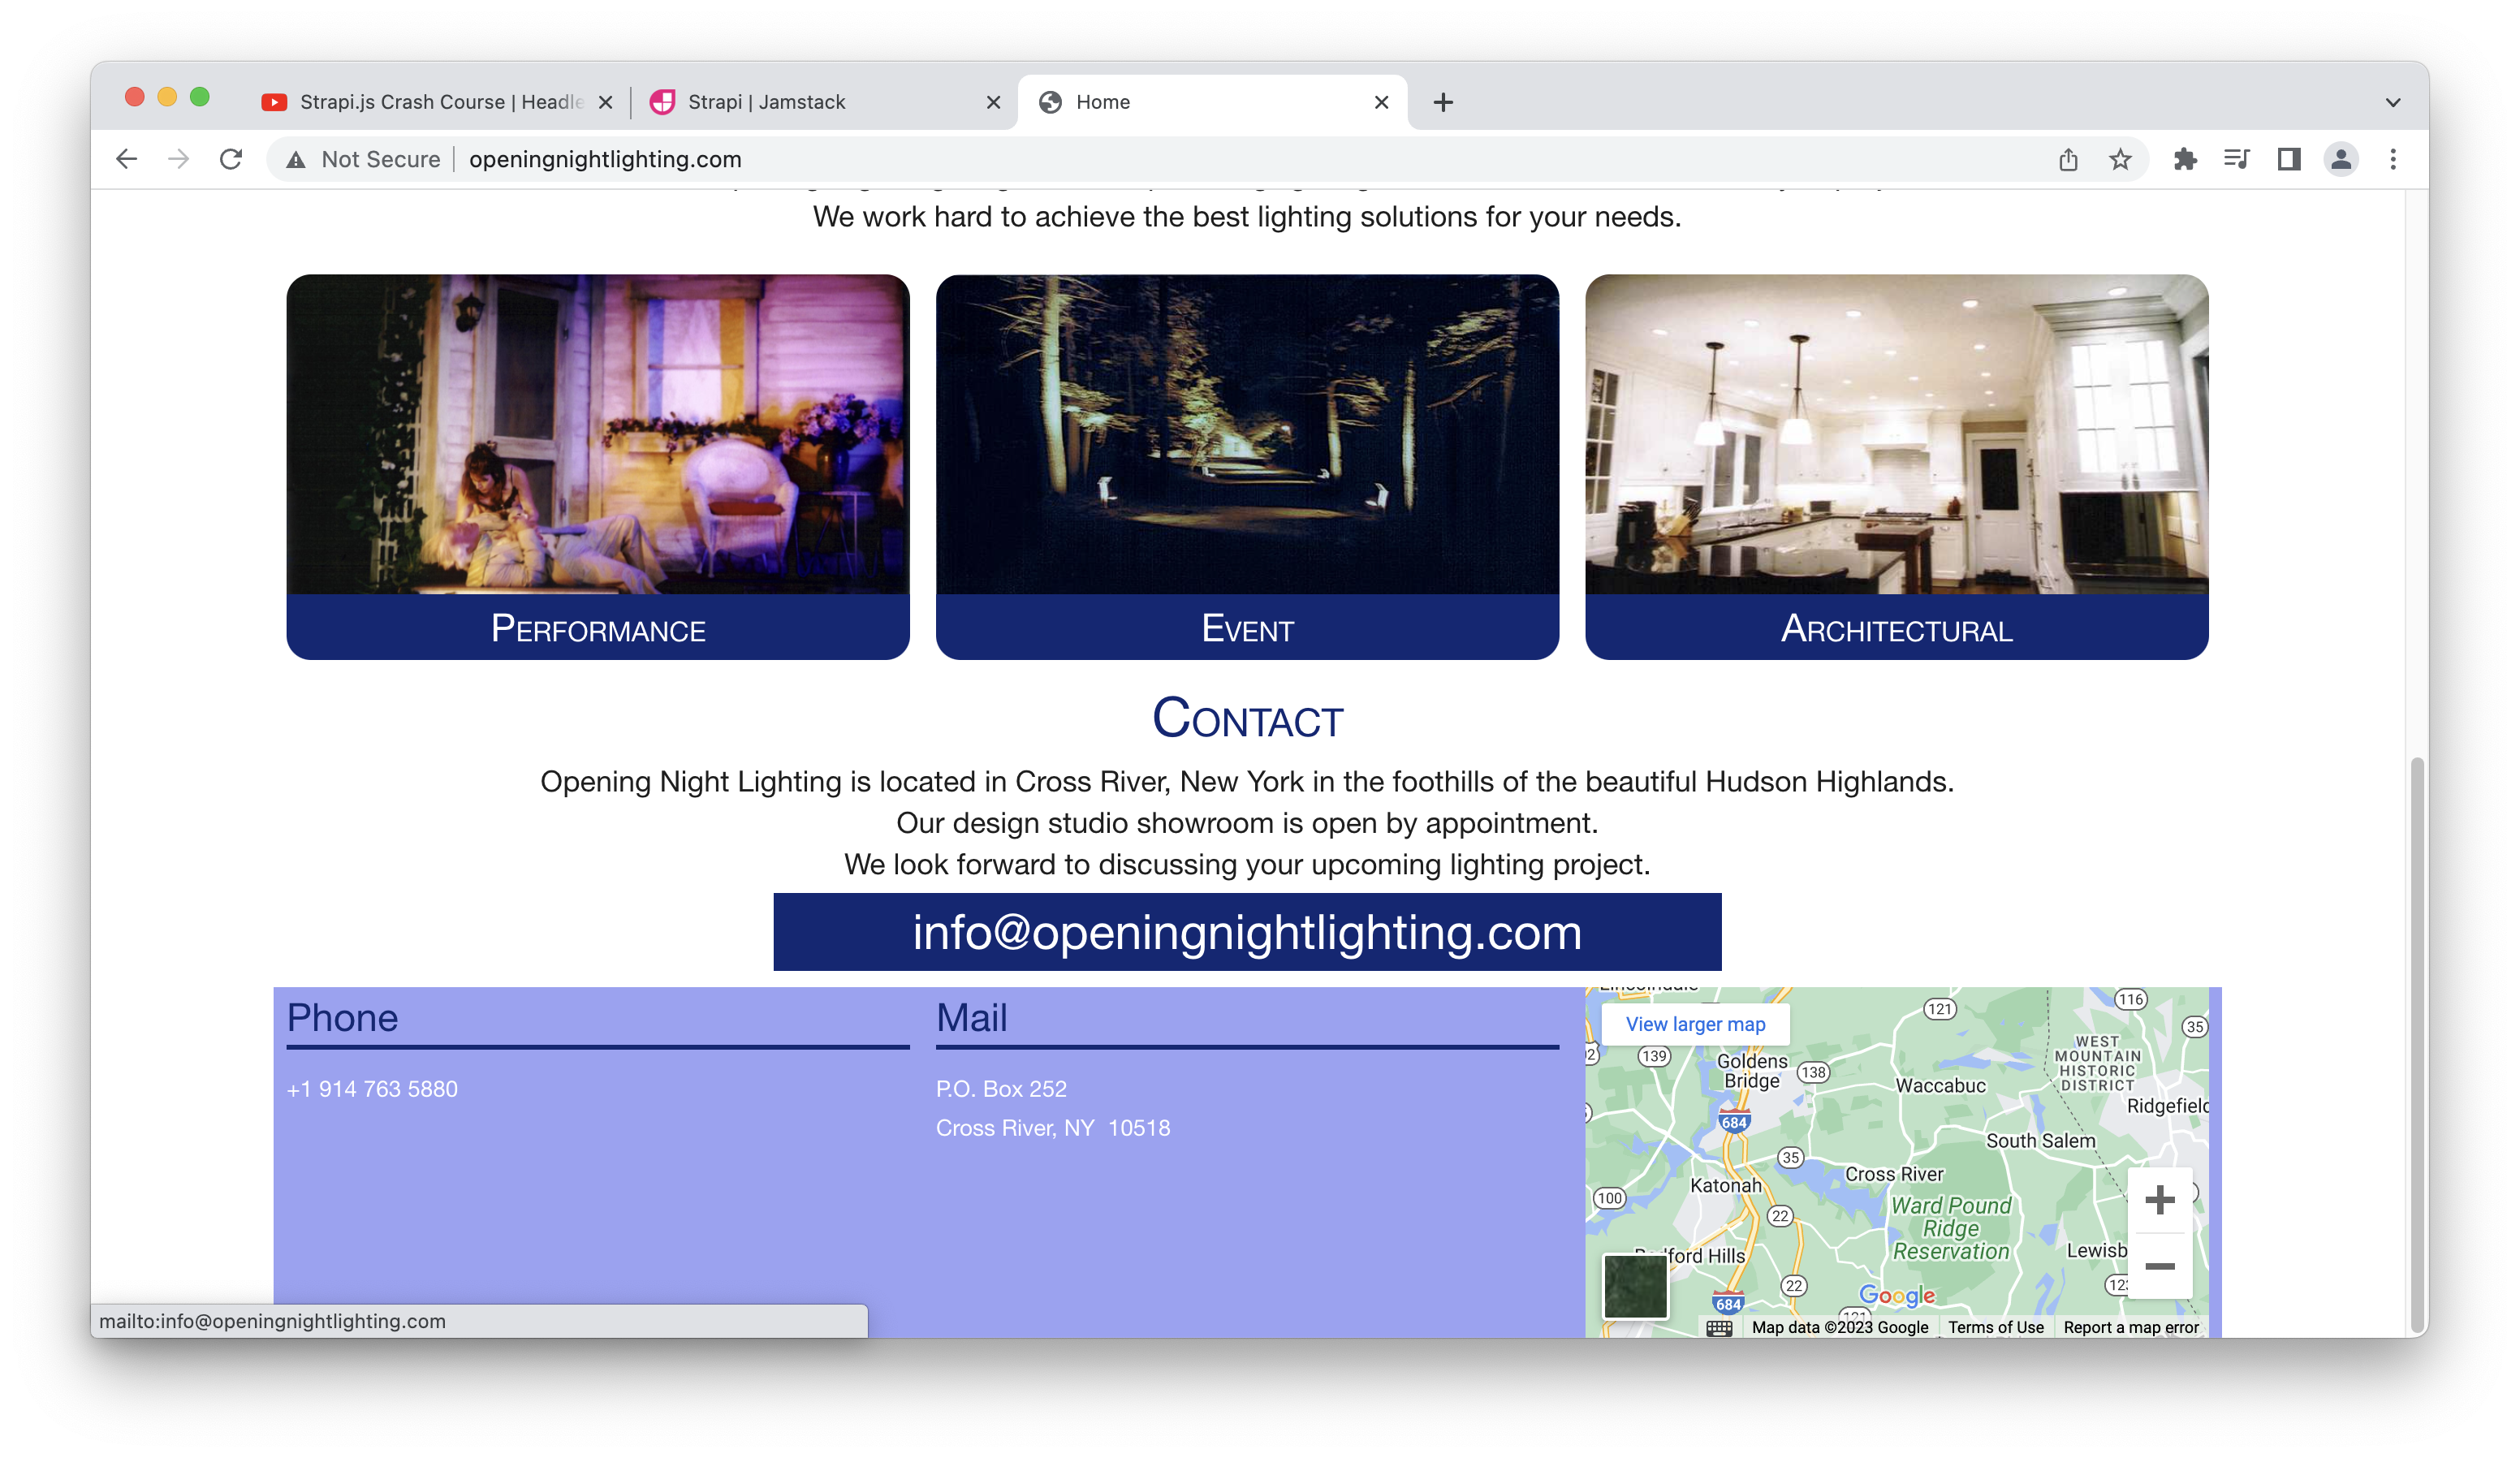 Strapi.js Crash Course | Headle
Strapi | Jamstack
Home
Not Secure
openingnightlighting.com
We work hard to achieve the best lighting solutions for your needs.
PERFORMANCE
EVENT
ARCHITECTURAL
CONTACT
Opening Night Lighting is located in Cross River, New York in the foothills of the beautiful Hudson Highlands.
Our design studio showroom is open by appointment.
We look forward to discussing your upcoming lighting project.
info@openingnightlighting.com
Phone
+1 914 763 5880
Mail
P.O. Box 252
Cross River, NY 10518
View larger map
116
121
35
139
138
Goldens
Bridge
WEST
MOUNTAIN
HISTORIC
DISTRICT
Waccabuc
Ridgefield
684
South Salem
35
Cross River
Katonah
100
22
Ward Pound
Ridge
Reservation
ford Hills
Lewisb
22
684
Google
Map data ©2023 Google
Terms of Use
Report a map error
mailto:info@openingnightlighting.com